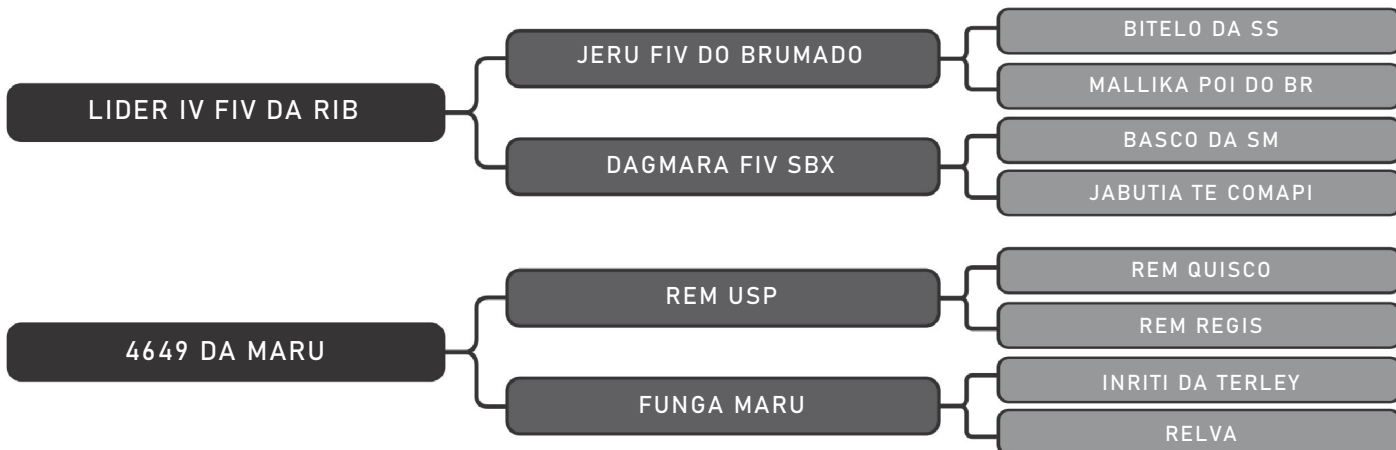 LIDER IV FIV DA RIB
JERU FIV DO BRUMADO
BITELO DA SS
MALLIKA POI DO BR
DAGMARA FIV SBX
BASCO DA SM
JABUTIA TE COMAPI
4649 DA MARU
REM USP
REM QUISCO
REM REGIS
FUNGA MARU
INRITI DA TERLEY
RELVA